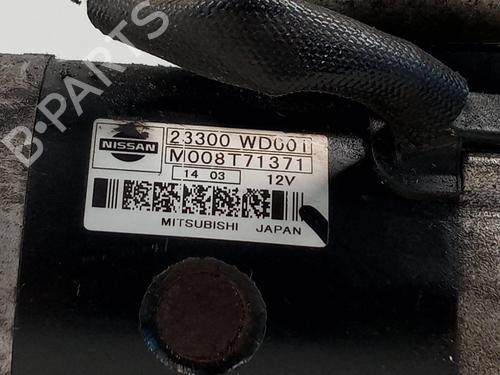 B-PARTS
NISSAN
23300 WD001
M008T71371
14 03 12V
MITSUBISHI JAPAN